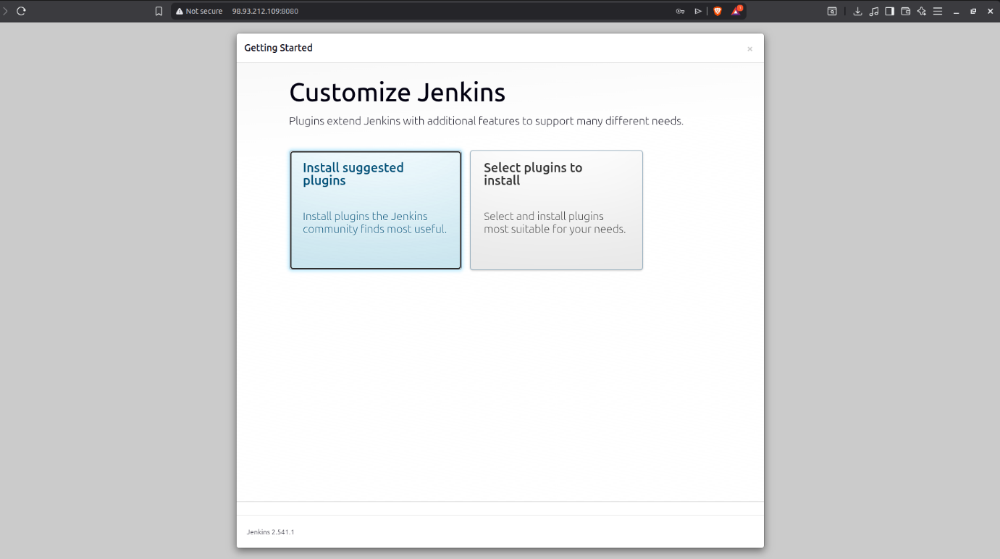 Not secure 98.93.212.109:8080
1
Getting Started
×
Customize Jenkins
Plugins extend Jenkins with additional features to support many different needs.
Install suggested
plugins
Install plugins the Jenkins
community finds most useful.
Select plugins to
install
Select and install plugins
most suitable for your needs.
Jenkins 2.541.1